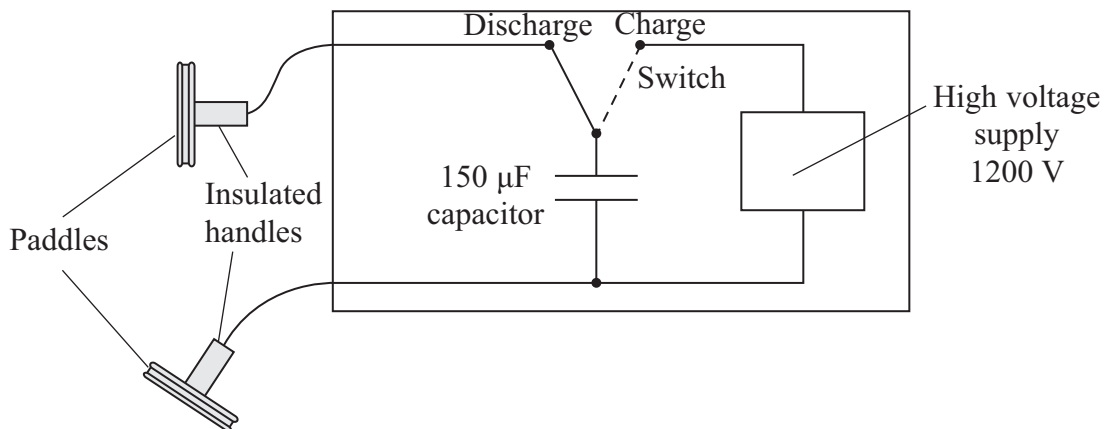 Discharge
Charge
Switch
High voltage
supply
1200 V
150 μF
capacitor
Insulated
handles
Paddles